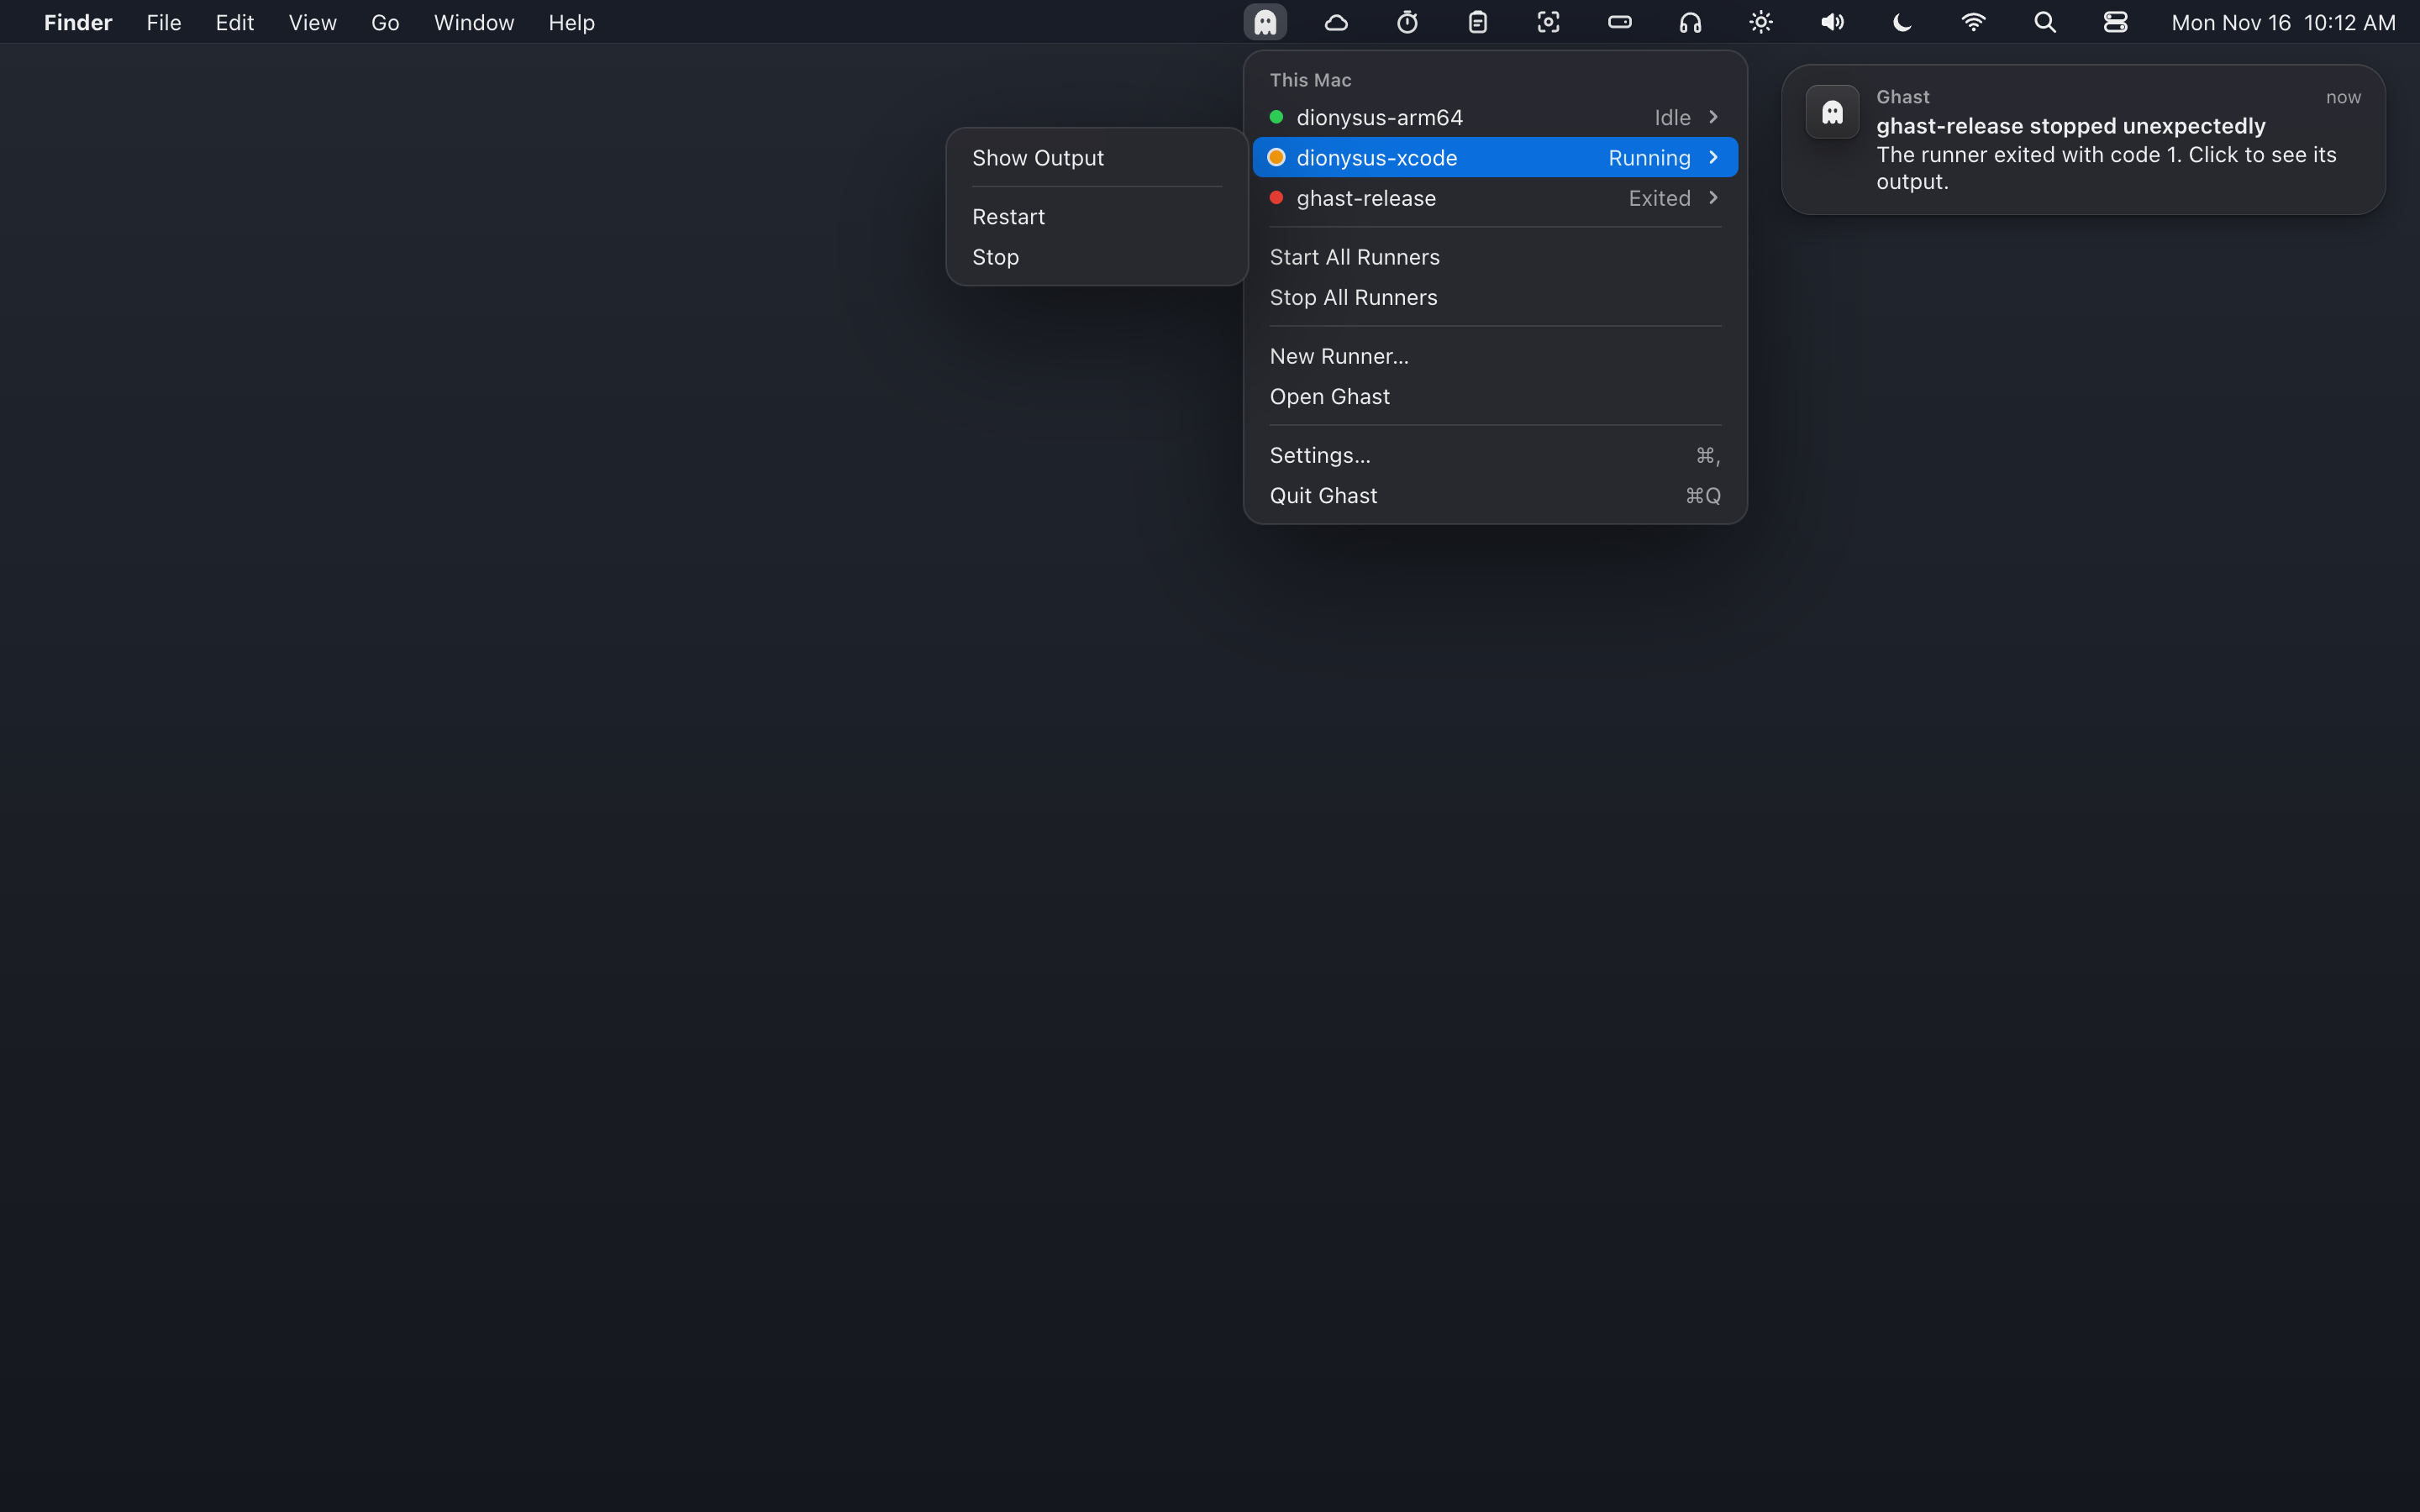 Finder File Edit View Go Window Help Mon Nov 16 10:12 AM
This Mac
dionysus-arm64 Idle
dionysus-xcode Running
ghast-release Exited
Start All Runners
Stop All Runners
New Runner...
Open Ghast
Settings... ⌘,
Quit Ghast ⌘Q
Show Output
Restart
Stop
Ghast now
ghast-release stopped unexpectedly
The runner exited with code 1. Click to see its
output.